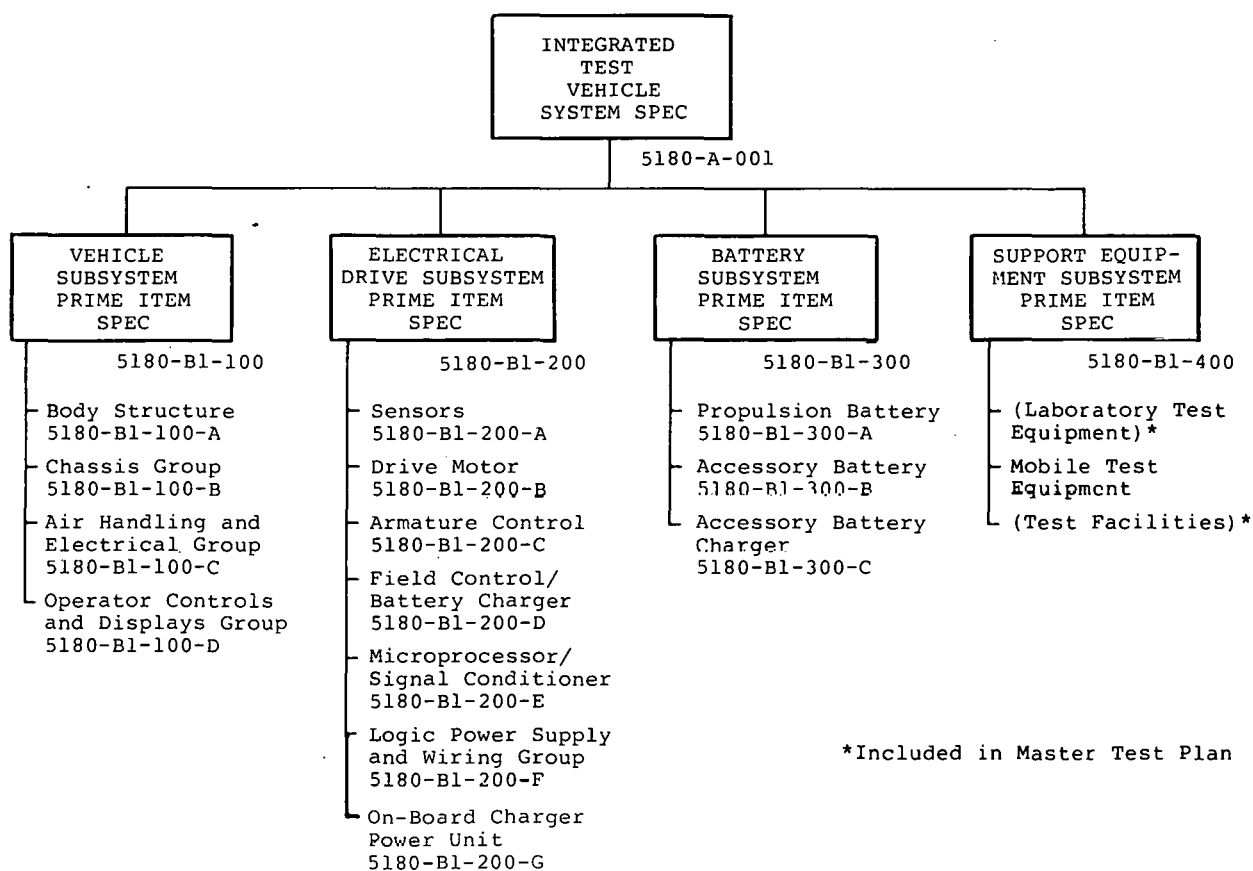 INTEGRATED
TEST
VEHICLE
SYSTEM SPEC
5180-A-001
VEHICLE
SUBSYSTEM
PRIME ITEM
SPEC
5180-B1-100
Body Structure
5180-B1-100-A
Chassis Group
5180-B1-100-B
Air Handling and
Electrical Group
5180-B1-100-C
Operator Controls
and Displays Group
5180-B1-100-D
ELECTRICAL
DRIVE SUBSYSTEM
PRIME ITEM
SPEC
5180-B1-200
Sensors
5180-B1-200-A
Drive Motor
5180-B1-200-B
Armature Control
5180-B1-200-C
Field Control/
Battery Charger
5180-B1-200-D
Microprocessor/
Signal Conditioner
5180-B1-200-E
Logic Power Supply
and Wiring Group
5180-B1-200-F
On-Board Charger
Power Unit
5180-B1-200-G
BATTERY
SUBSYSTEM
PRIME ITEM
SPEC
5180-B1-300
Propulsion Battery
5180-B1-300-A
Accessory Battery
5180-B1-300-B
Accessory Battery
Charger
5180-B1-300-C
SUPPORT EQUIP-
MENT SUBSYSTEM
PRIME ITEM
SPEC
5180-B1-400
(Laboratory Test
Equipment)*
Mobile Test
Equipment
(Test Facilities)*
*Included in Master Test Plan